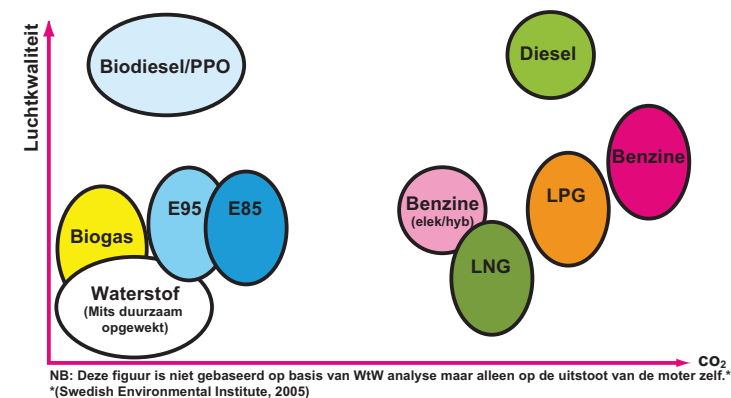 Luchtkwaliteit
Biodiesel/PPO
Diesel
Benzine
E95
E85
Benzine
(elek/hyb)
LPG
Biogas
LNG
Waterstof
(Mits duurzaam
opgewekt)
CO₂
NB: Deze figuur is niet gebaseerd op basis van WtW analyse maar alleen op de uitstoot van de moter zelf.*
*(Swedish Environmental Institute, 2005)